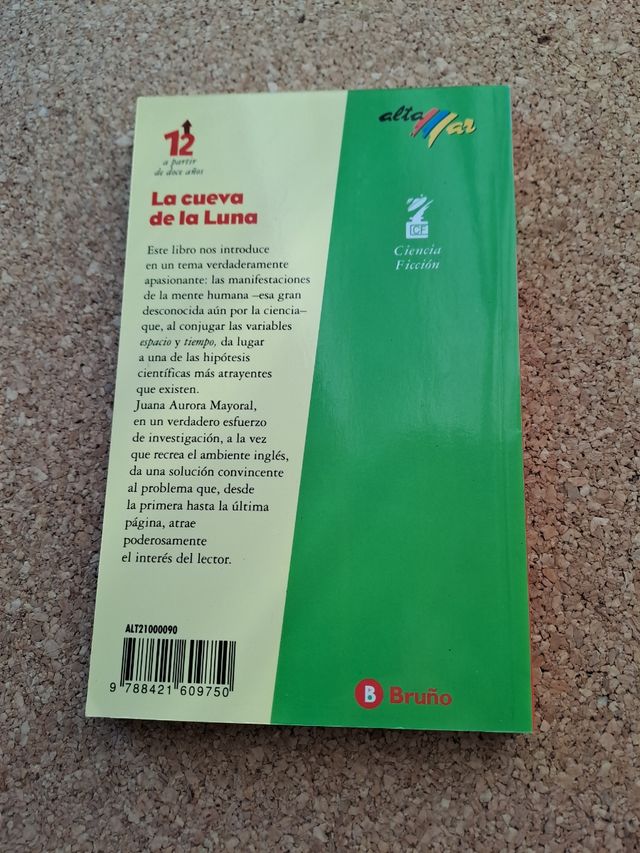 12
a partir
de doce años
La cueva
de la Luna
Este libro nos introduce
en un tema verdaderamente
apasionante: las manifestaciones
de la mente humana –esa gran
desconocida aún por la ciencia–
que, al conjugar las variables
espacio y tiempo, da lugar
a una de las hipótesis
científicas más atrayentes
que existen.
Juana Aurora Mayoral,
en un verdadero esfuerzo
de investigación, a la vez
que recrea el ambiente inglés,
da una solución convincente
al problema que, desde
la primera hasta la última
página, atrae
poderosamente
el interés del lector.
ALT21000090
9 788421 609750
alta Mar
CF
Ciencia
Ficción
B Bruño